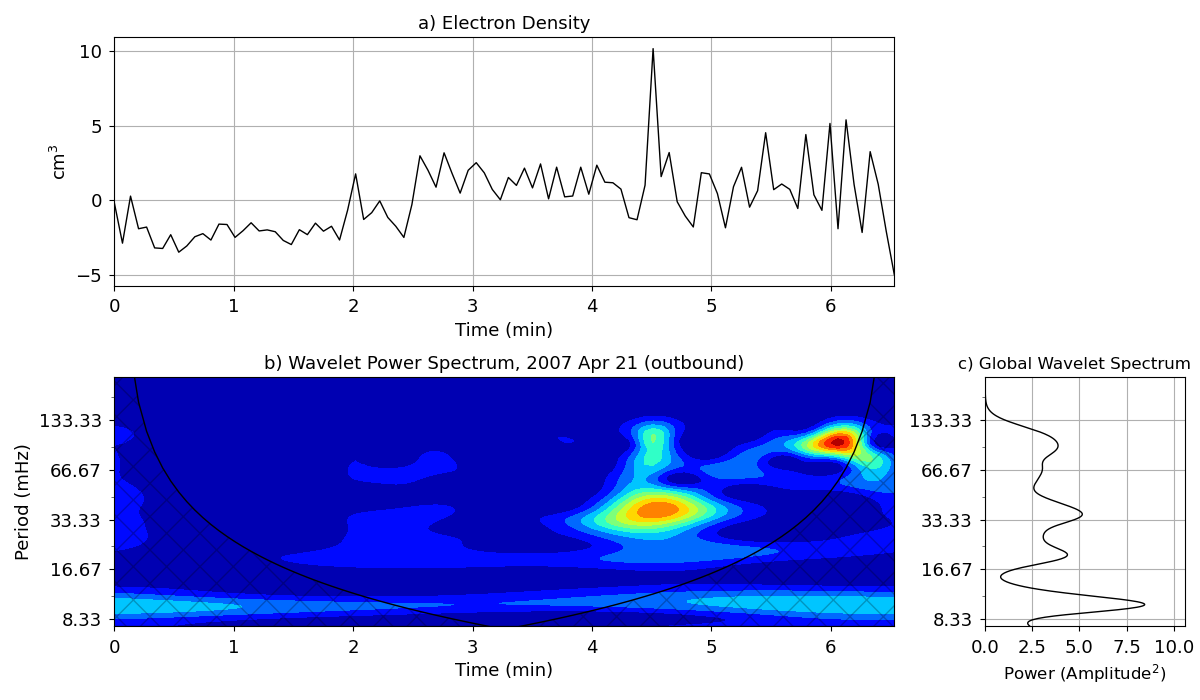 a) Electron Density
10
5
0
−5
cm³
0 1 2 3 4 5 6
Time (min)
b) Wavelet Power Spectrum, 2007 Apr 21 (outbound)
133.33
66.67
33.33
16.67
8.33
Period (mHz)
0 1 2 3 4 5 6
Time (min)
c) Global Wavelet Spectrum
133.33
66.67
33.33
16.67
8.33
0.0 2.5 5.0 7.5 10.0
Power (Amplitude²)